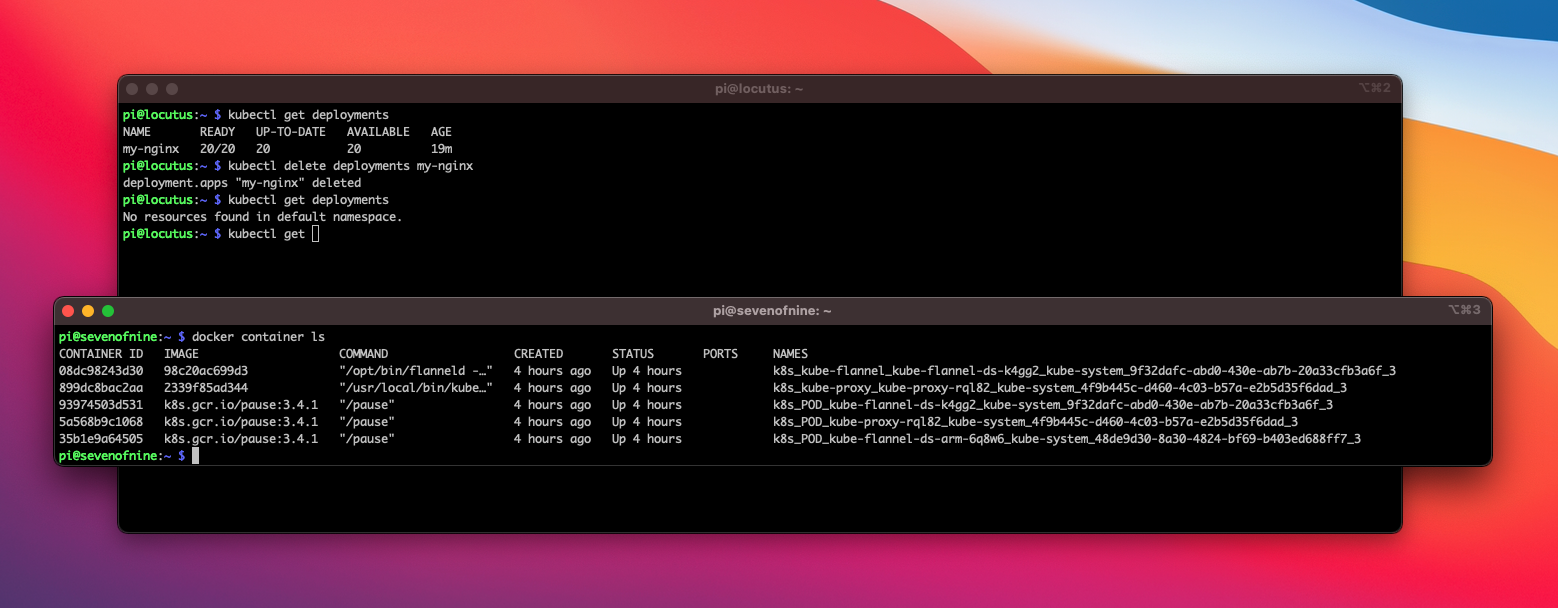 pi@locutus: ~
⌥⌘2
pi@locutus:~ $ kubectl get deployments
NAME       READY   UP-TO-DATE   AVAILABLE   AGE
my-nginx   20/20   20           20          19m
pi@locutus:~ $ kubectl delete deployments my-nginx
deployment.apps "my-nginx" deleted
pi@locutus:~ $ kubectl get deployments
No resources found in default namespace.
pi@locutus:~ $ kubectl get
pi@sevenofnine: ~
⌥⌘3
pi@sevenofnine:~ $ docker container ls
CONTAINER ID   IMAGE                  COMMAND                  CREATED       STATUS       PORTS     NAMES
08dc98243d30   98c20ac699d3           "/opt/bin/flanneld -…"   4 hours ago   Up 4 hours             k8s_kube-flannel_kube-flannel-ds-k4gg2_kube-system_9f32dafc-abd0-430e-ab7b-20a33cfb3a6f_3
899dc8bac2aa   2339f85ad344           "/usr/local/bin/kube…"   4 hours ago   Up 4 hours             k8s_kube-proxy_kube-proxy-rql82_kube-system_4f9b445c-d460-4c03-b57a-e2b5d35f6dad_3
93974503d531   k8s.gcr.io/pause:3.4.1   "/pause"                 4 hours ago   Up 4 hours             k8s_POD_kube-flannel-ds-k4gg2_kube-system_9f32dafc-abd0-430e-ab7b-20a33cfb3a6f_3
5a568b9c1068   k8s.gcr.io/pause:3.4.1   "/pause"                 4 hours ago   Up 4 hours             k8s_POD_kube-proxy-rql82_kube-system_4f9b445c-d460-4c03-b57a-e2b5d35f6dad_3
35b1e9a64505   k8s.gcr.io/pause:3.4.1   "/pause"                 4 hours ago   Up 4 hours             k8s_POD_kube-flannel-ds-arm-6q8w6_kube-system_48de9d30-8a30-4824-bf69-b403ed688ff7_3
pi@sevenofnine:~ $